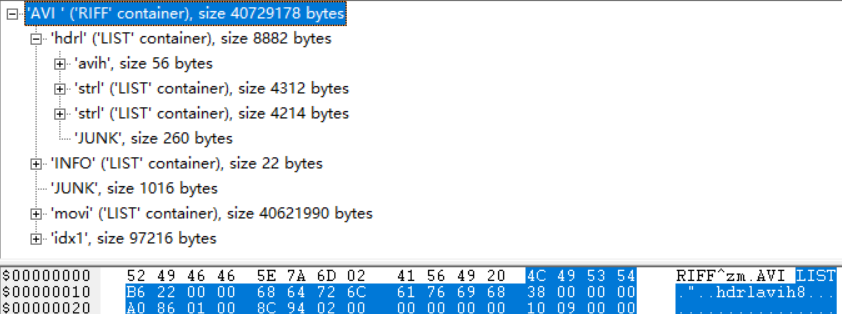 'AVI ' ('RIFF' container), size 40729178 bytes
'hdrl' ('LIST' container), size 8882 bytes
'avih', size 56 bytes
'strl' ('LIST' container), size 4312 bytes
'strl' ('LIST' container), size 4214 bytes
'JUNK', size 260 bytes
'INFO' ('LIST' container), size 22 bytes
'JUNK', size 1016 bytes
'movi' ('LIST' container), size 40621990 bytes
'idx1', size 97216 bytes
$00000000 52 49 46 46 5E 7A 6D 02 41 56 49 20 4C 49 53 54 RIFF^zm.AVI LIST
$00000010 B6 22 00 00 68 64 72 6C 61 76 69 68 38 00 00 00 ."..hdrlavih8...
$00000020 A0 86 01 00 8C 94 02 00 00 00 00 00 10 09 00 00 ................